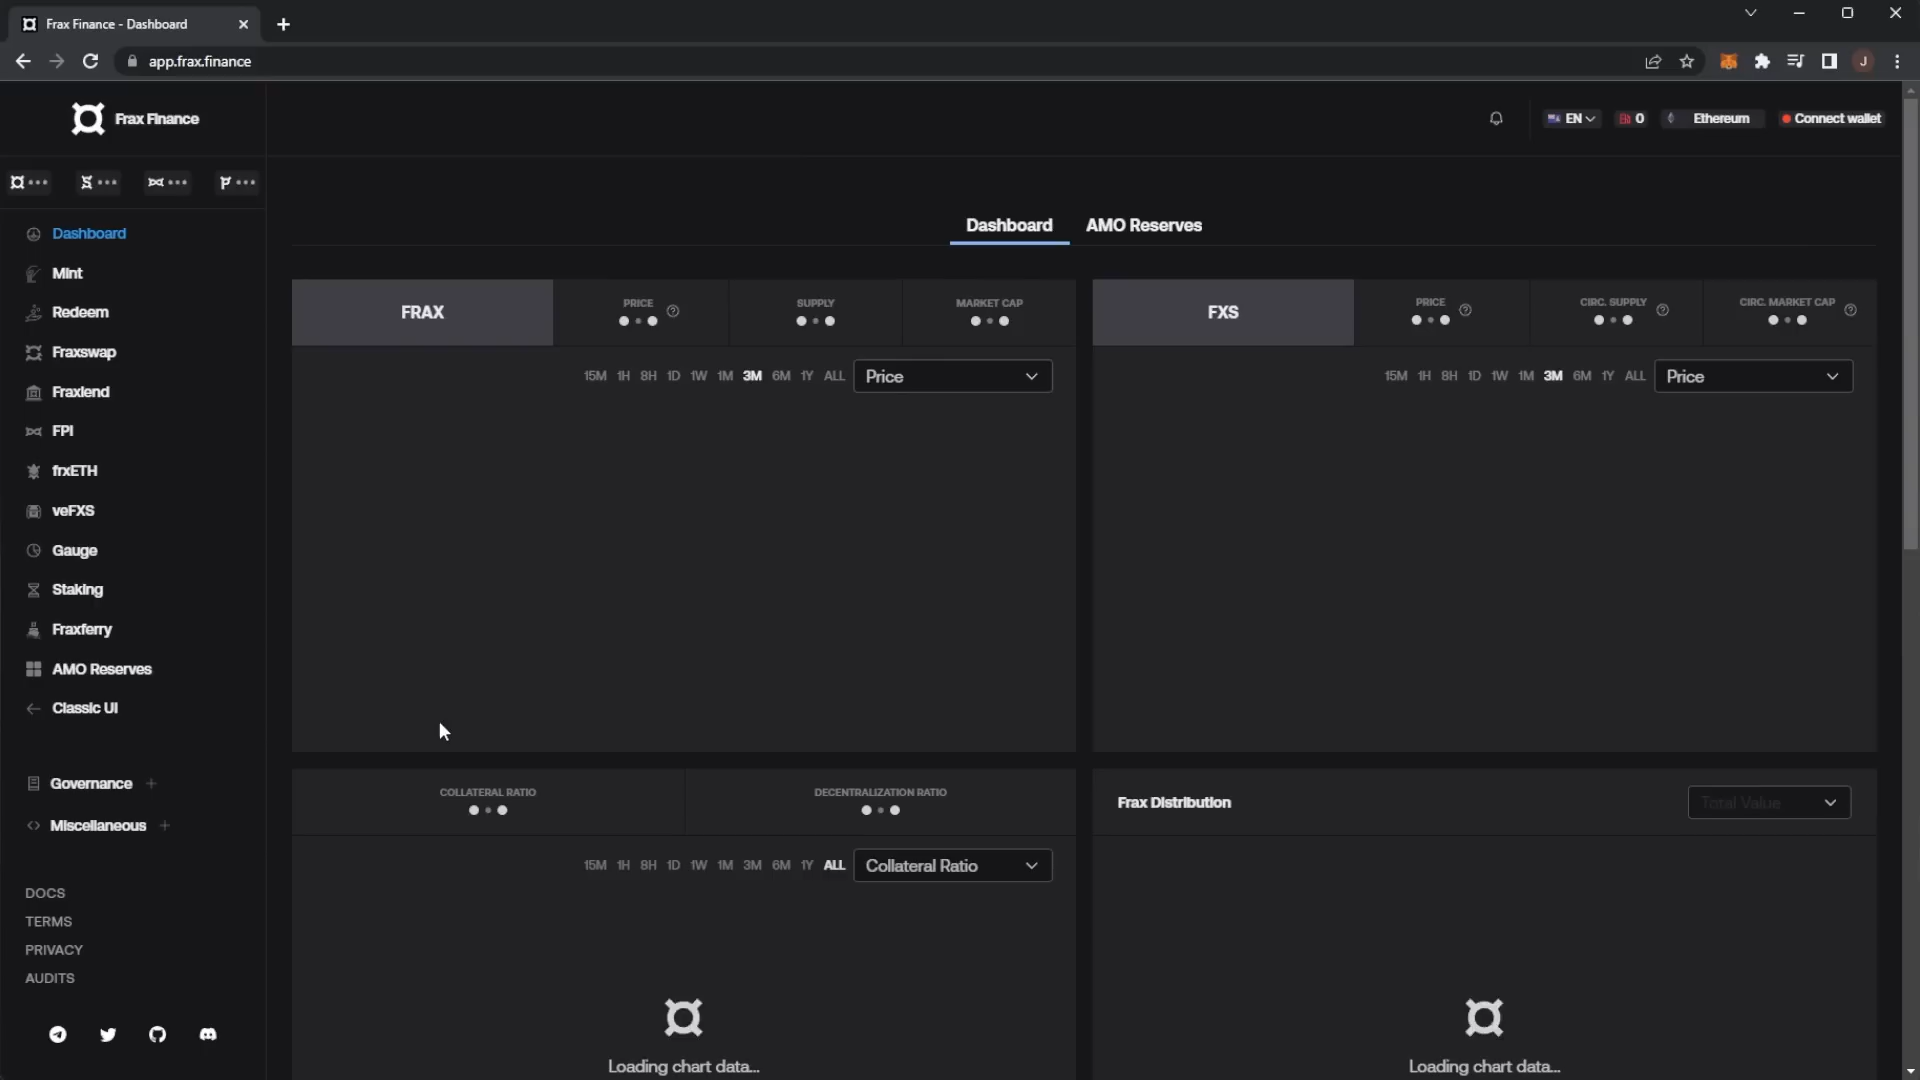 Frax Finance - Dashboard
app.frax.finance
J
Frax Finance
EN
0
Ethereum
Connect wallet
Dashboard
Mint
Redeem
Fraxswap
Fraxlend
FPI
frxETH
veFXS
Gauge
Staking
Fraxferry
AMO Reserves
Classic UI
Governance +
Miscellaneous +
DOCS
TERMS
PRIVACY
AUDITS
Dashboard AMO Reserves
FRAX
PRICE
SUPPLY
MARKET CAP
15M 1H 8H 1D 1W 1M 3M 6M 1Y ALL Price
FXS
PRICE
CIRC. SUPPLY
CIRC. MARKET CAP
15M 1H 8H 1D 1W 1M 3M 6M 1Y ALL Price
COLLATERAL RATIO
DECENTRALIZATION RATIO
15M 1H 8H 1D 1W 1M 3M 6M 1Y ALL Collateral Ratio
Loading chart data...
Frax Distribution
Total Value
Loading chart data...